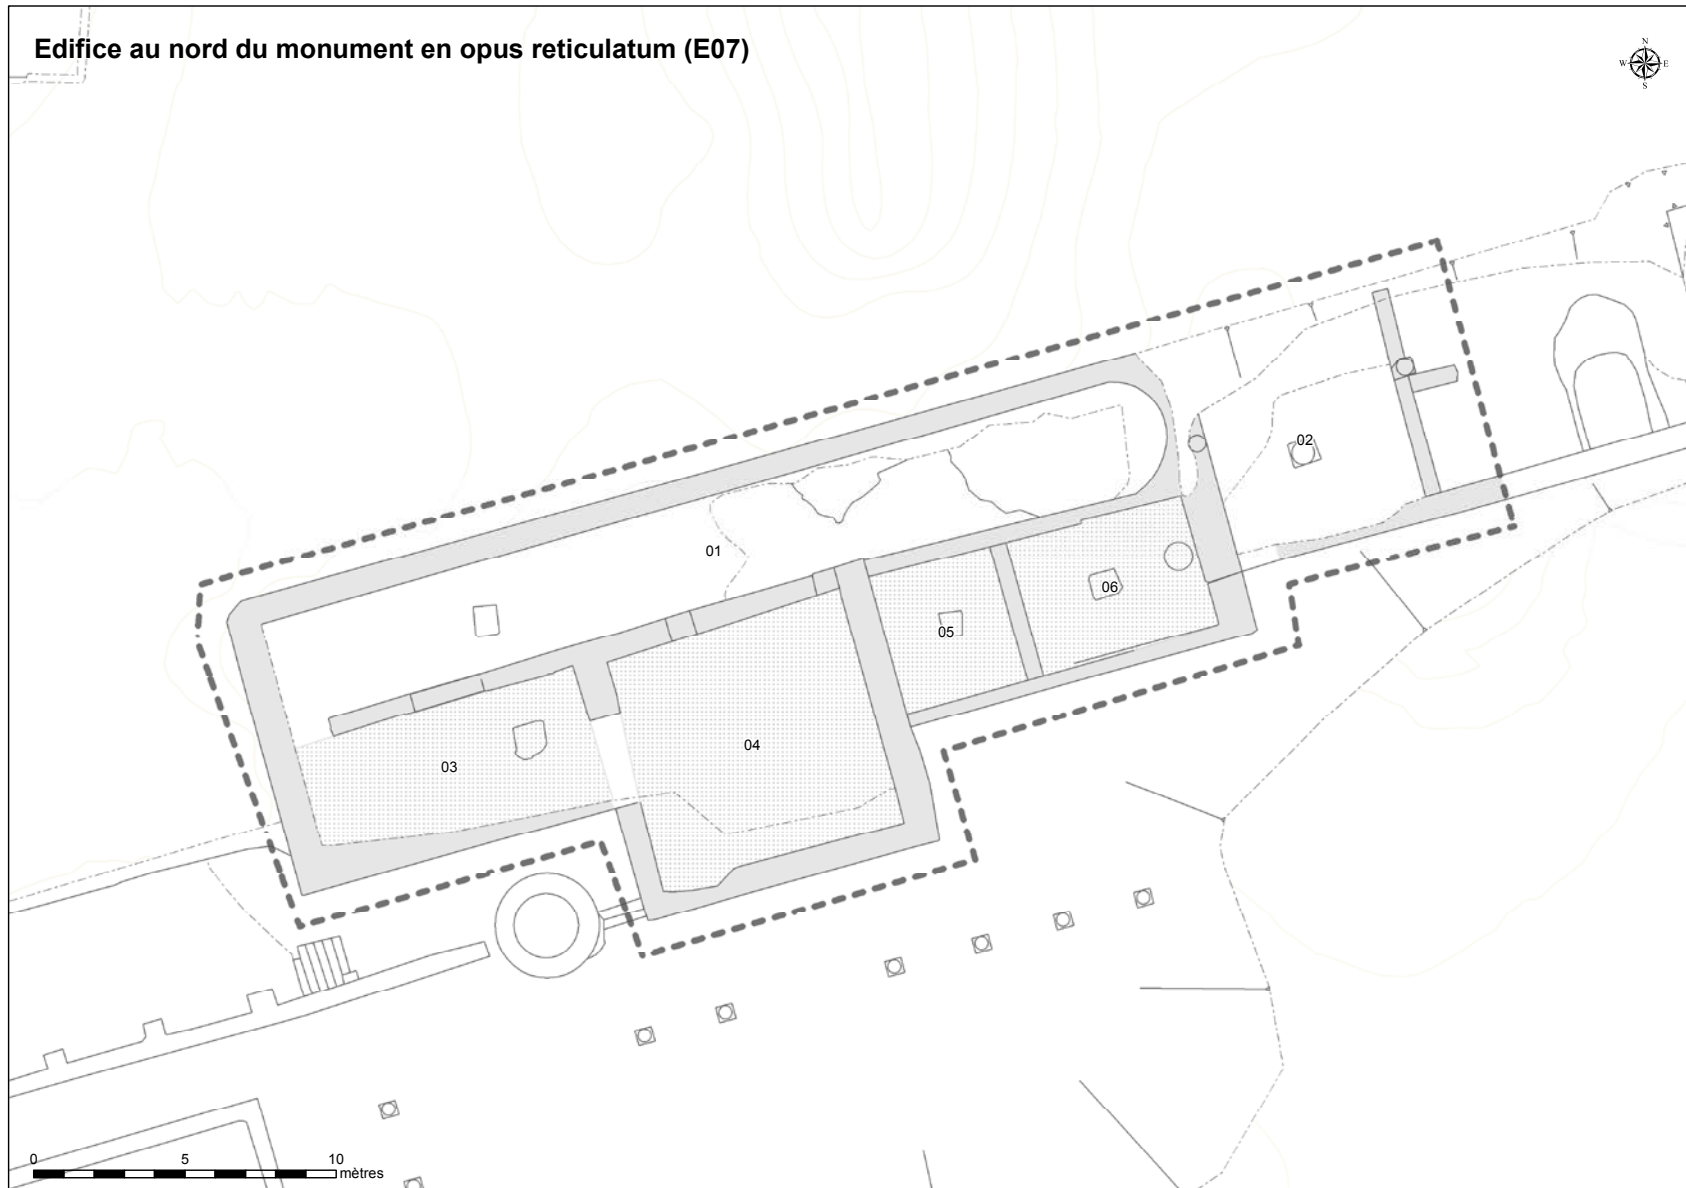 Edifice au nord du monument en opus reticulatum (E07)
N
W E
S
02
01
06
05
04
03
0 5 10
mètres